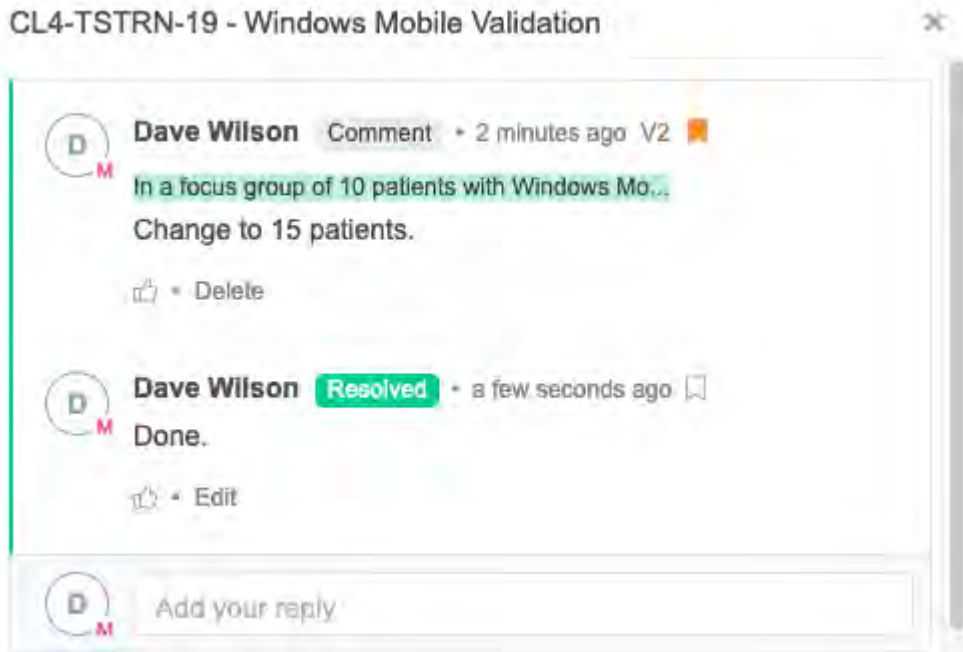 CL4-TSTRN-19 - Windows Mobile Validation
D M Dave Wilson Comment • 2 minutes ago V2
In a focus group of 10 patients with Windows Mo...
Change to 15 patients.
• Delete
D M Dave Wilson Resolved • a few seconds ago
Done.
• Edit
D M Add your reply